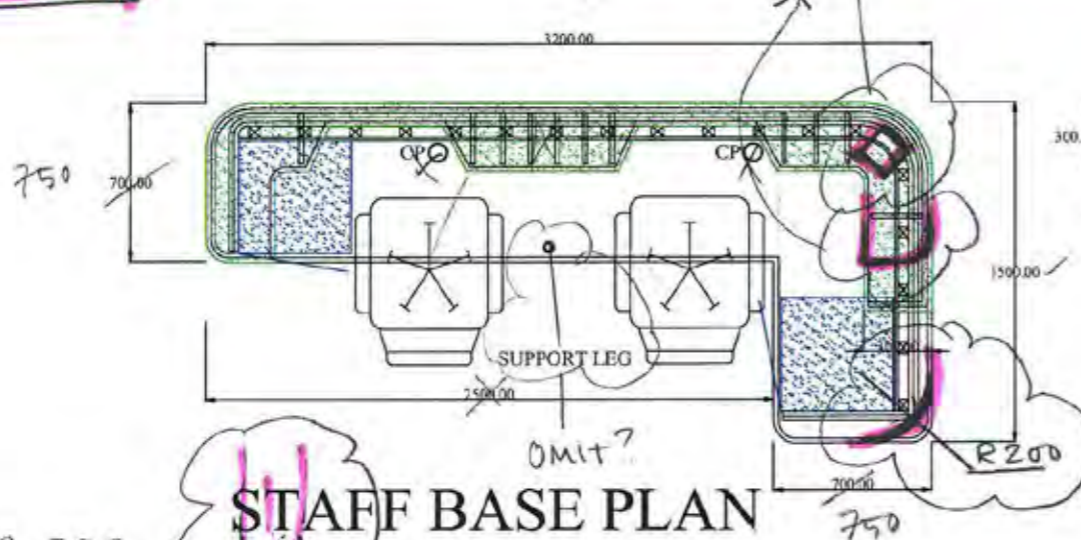 3200.00
750
700.00
CP
CP
1500.00
SUPPORT LEG
2500.00
OMIT?
R200
700.00
STAFF BASE PLAN
750